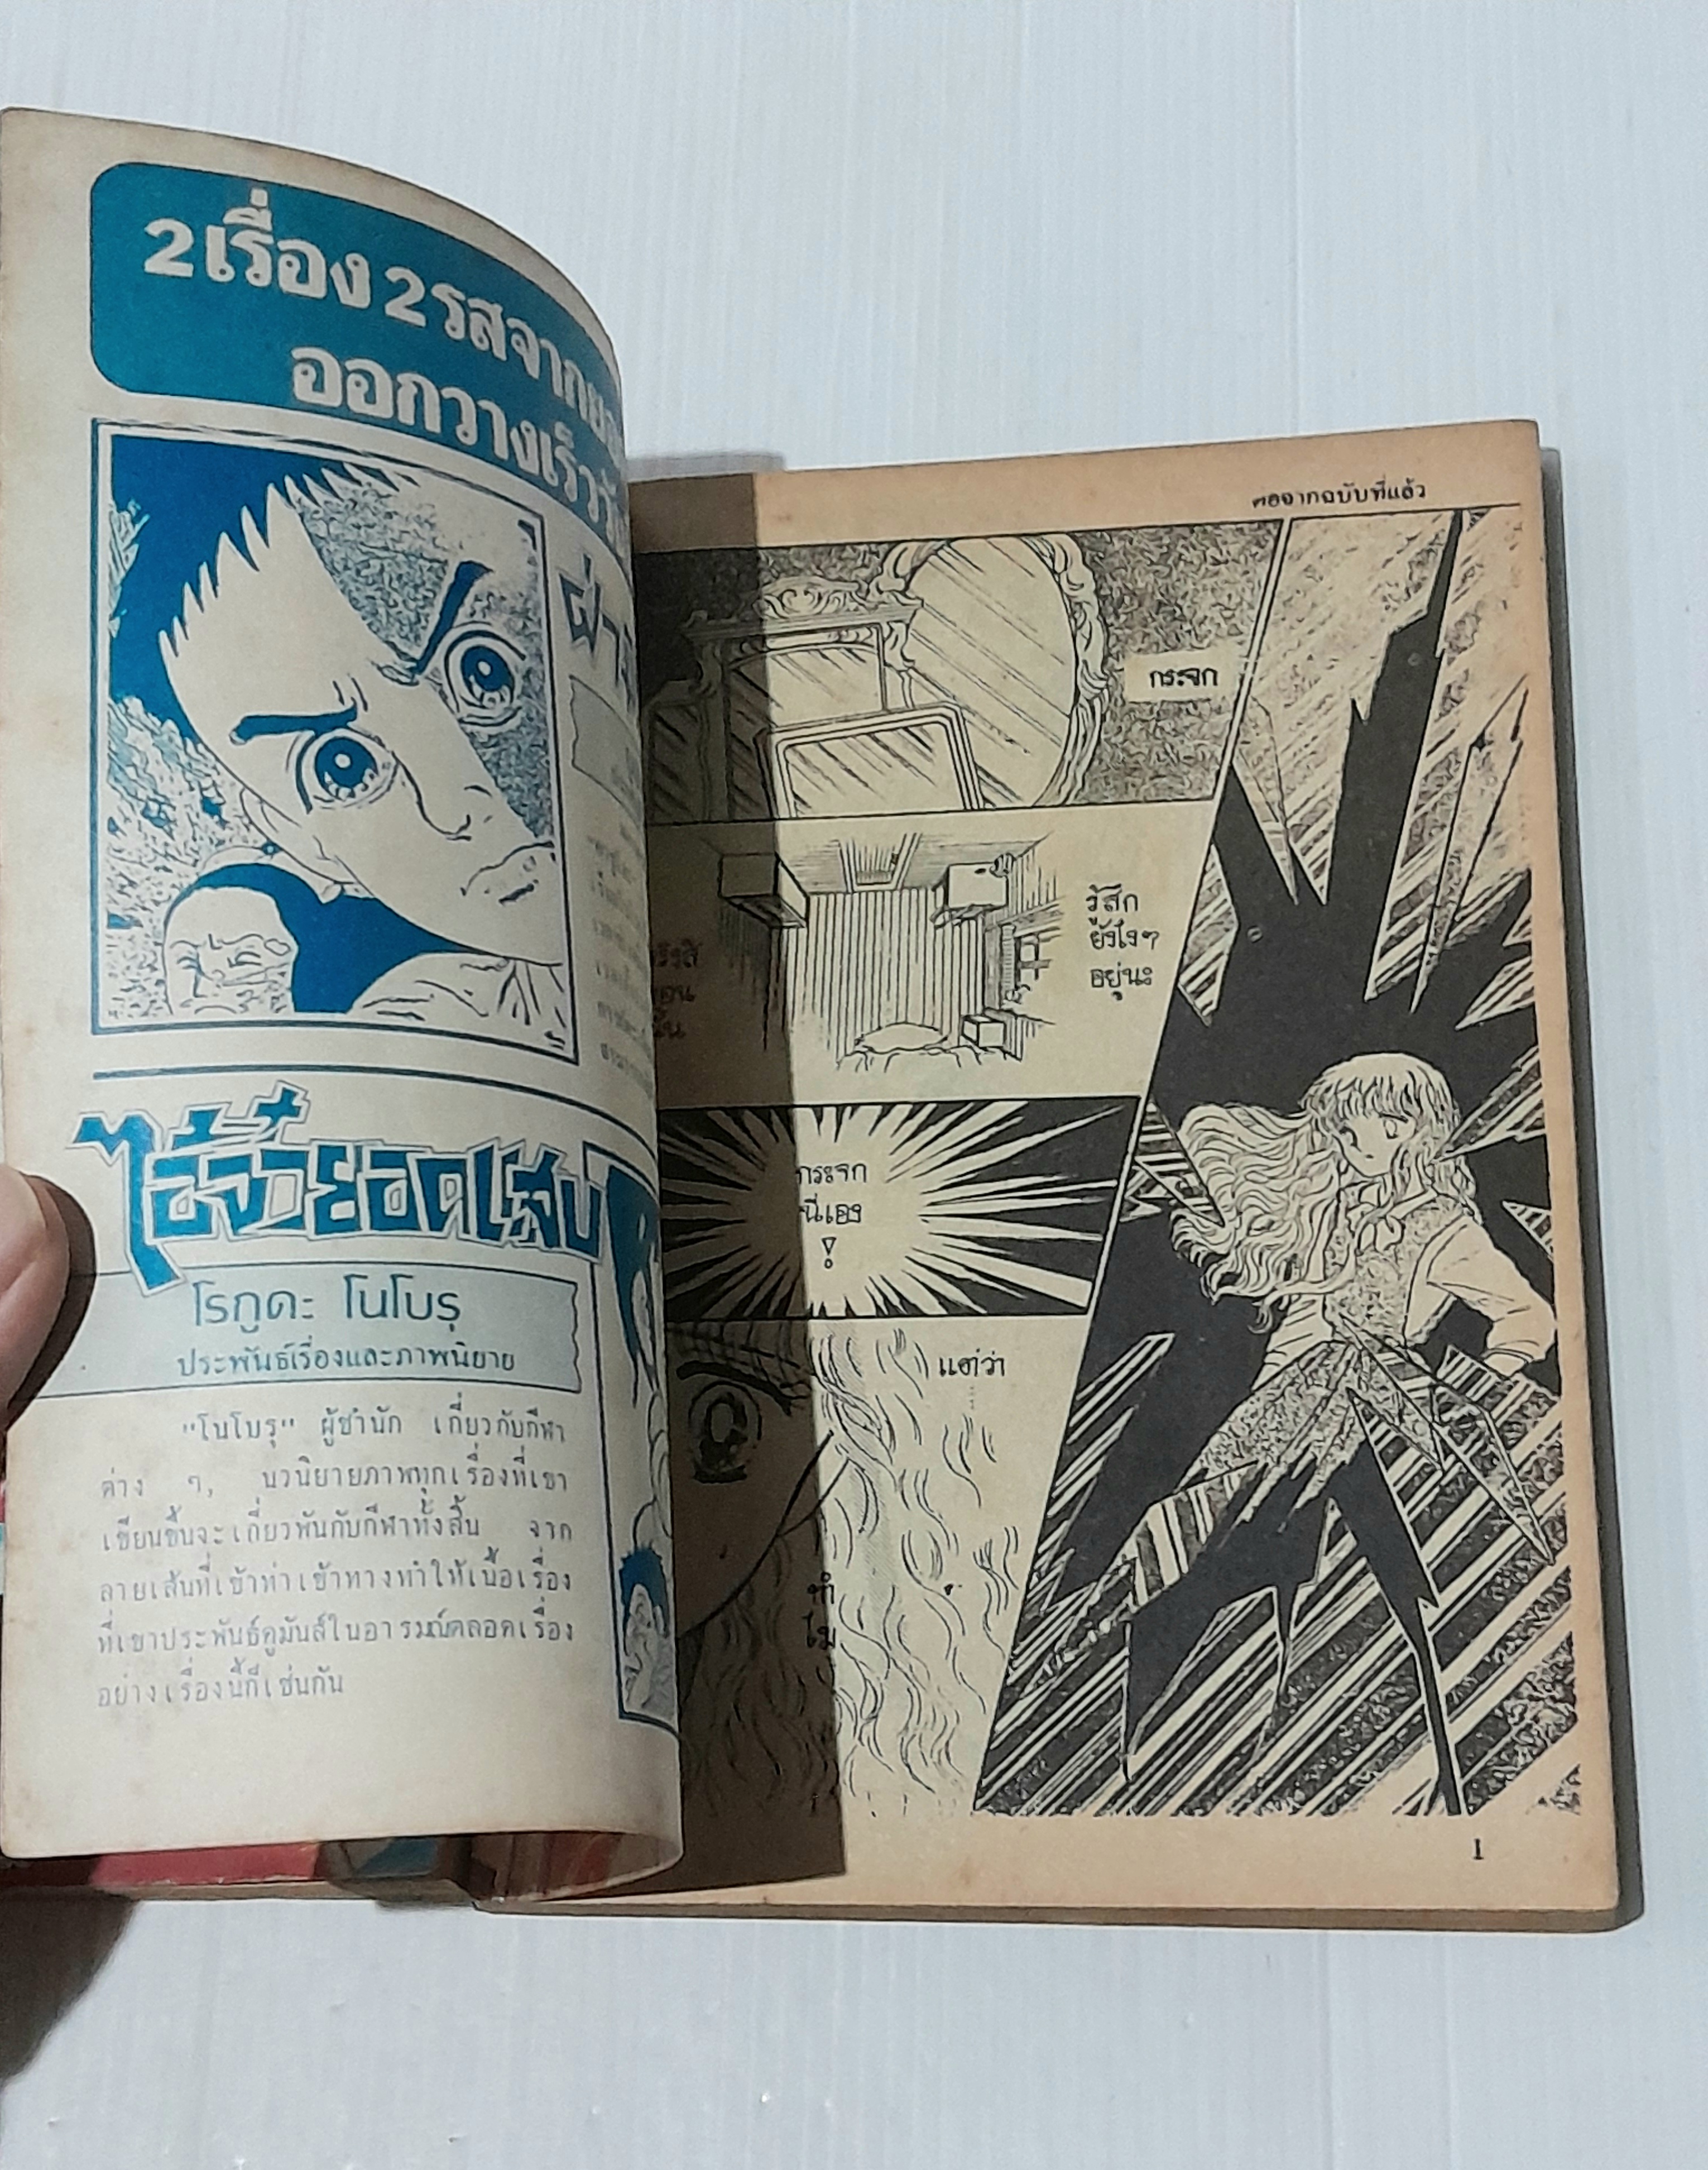 2เรื่อง 2รสจากย
ออกวางเร็ว
ไอ้จิ๋วยอดเสบ
โรกูดะ โนโบรุ
ประพันธ์เรื่องและภาพนิยาย
"โนโบรุ" ผู้ชำนัก เกี่ยวกับกีฬา
ต่าง ๆ, นวนิยายภาพทุกเรื่องที่เขา
เขียนขึ้นจะเกี่ยวพันกับกีฬาทั้งสิ้น จาก
ลายเส้นที่เข้าท่าเข้าทางทำให้เนื้อเรื่อง
ที่เขาประพันธ์ดูมันส์ในอารมณ์ตลอดเรื่อง
อย่างเรื่องนี้ก็เช่นกัน
ต่อจากฉบับที่แล้ว
กระจก
รู้สึก
ยังไงๆ
อยู่นะ
กระจก
นี่เอง
!
แต่ว่า
ทำ
ไม
1